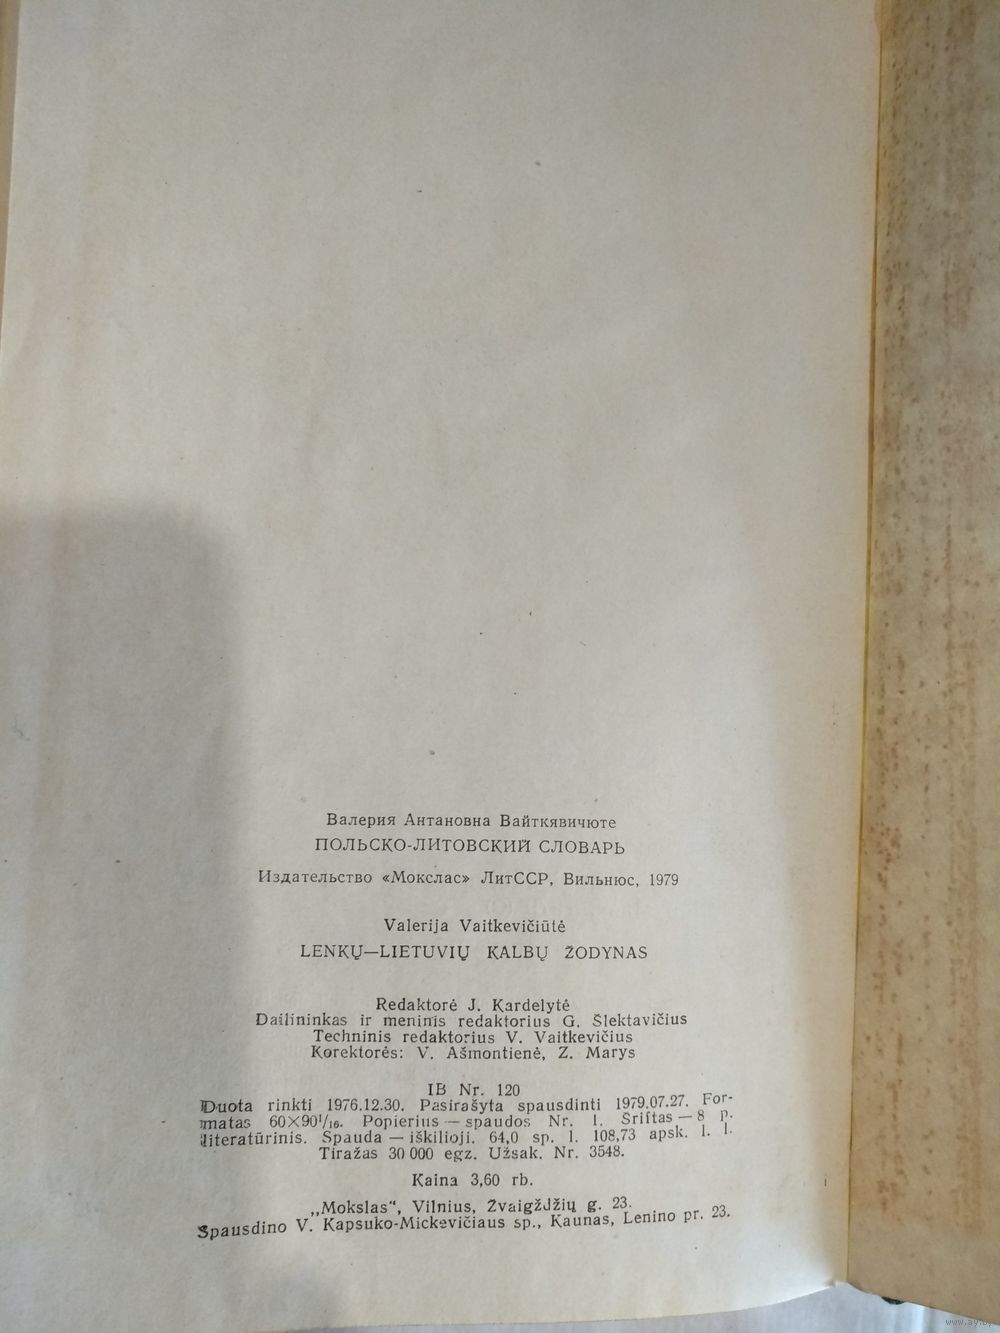 Валерия Антановна Вайткявичюте
ПОЛЬСКО-ЛИТОВСКИЙ СЛОВАРЬ
Издательство «Мокслас» ЛитССР, Вильнюс, 1979
Valerija Vaitkevičiūtė
LENKŲ—LIETUVIŲ KALBŲ ŽODYNAS
Redaktorė J. Kardelytė
Dailininkas ir meninis redaktorius G. Šlektavičius
Techninis redaktorius V. Vaitkevičius
Korektorės: V. Ašmontienė, Z. Marys
IB Nr. 120
Duota rinkti 1976.12.30. Pasirašyta spausdinti 1979.07.27. For-
matas 60×90¹/₁₆. Popierius — spaudos Nr. 1. Šriftas — 8 p.
literatūrinis. Spauda — iškilioji. 64,0 sp. l. 108,73 apsk. l. l.
Tiražas 30 000 egz. Užsak. Nr. 3548.
Kaina 3,60 rb.
„Mokslas“, Vilnius, Žvaigždžių g. 23.
Spausdino V. Kapsuko-Mickevičiaus sp., Kaunas, Lenino pr. 23.